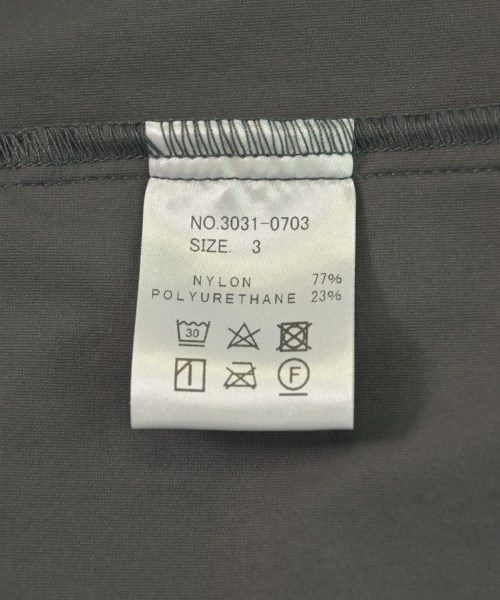 NO.3031-0703
SIZE. 3
NYLON 77%
POLYURETHANE 23%
30
F